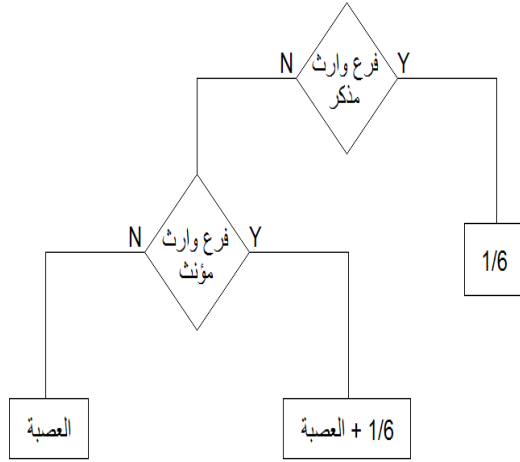 فرع وارث
مذكر
N
Y
1/6
فرع وارث
مؤنث
N
Y
العصبة
1/6 + العصبة